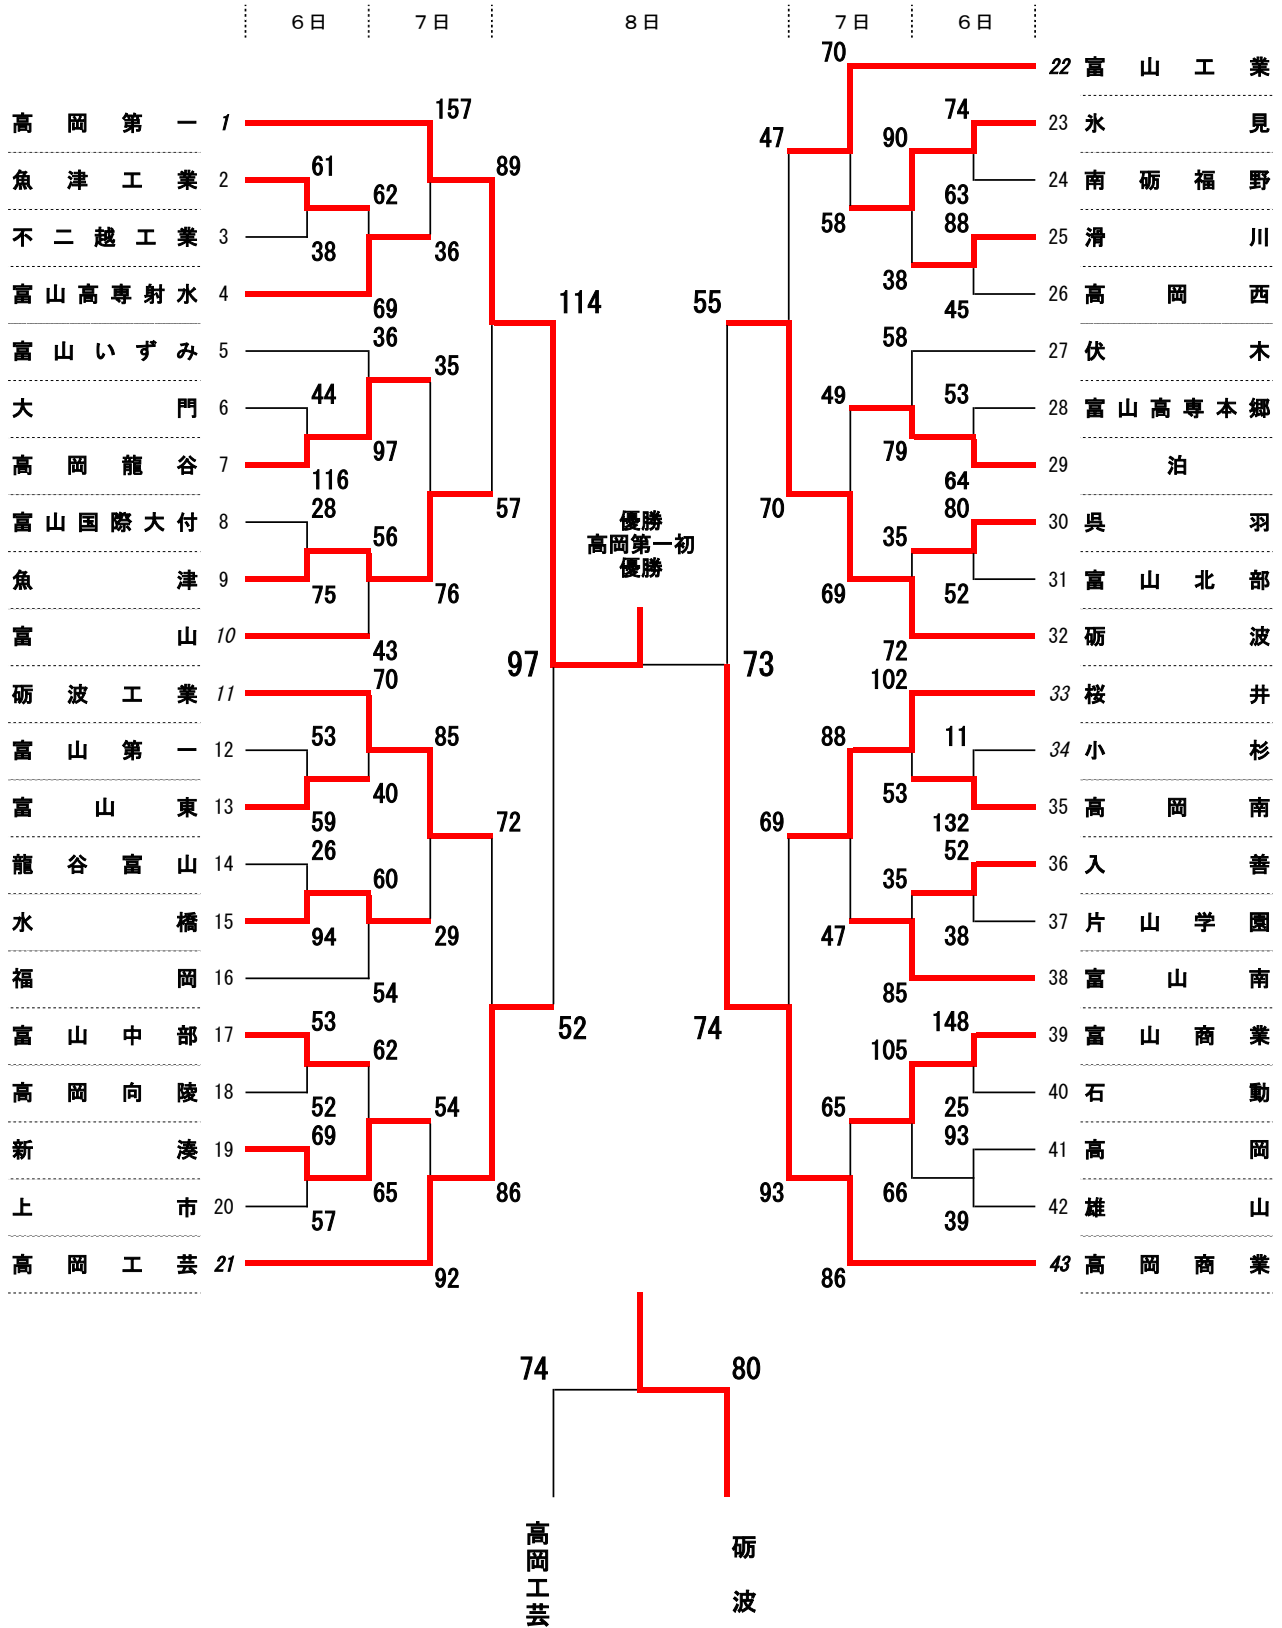 ６日 ７日 ８日 ７日 ６日
高岡第一 1
魚津工業 2
不二越工業 3
富山高専射水 4
富山いずみ 5
大門 6
高岡龍谷 7
富山国際大付 8
魚津 9
富山 10
砺波工業 11
富山第一 12
富山東 13
龍谷富山 14
水橋 15
福岡 16
富山中部 17
高岡向陵 18
新湊 19
上市 20
高岡工芸 21
61
38
44
116
28
75
53
59
26
94
53
52
69
57
62
69
36
97
56
43
70
40
60
54
62
65
157
36
35
76
85
29
54
92
89
57
72
86
114
52
97
優勝
高岡第一初
優勝
73
55
74
47
70
69
93
70
58
49
69
88
47
65
86
90
38
58
79
35
72
102
53
35
85
105
66
74
63
88
45
53
64
80
52
11
132
52
38
148
25
93
39
22 富山工業
23 氷見
24 南砺福野
25 滑川
26 高岡西
27 伏木
28 富山高専本郷
29 泊
30 呉羽
31 富山北部
32 砺波
33 桜井
34 小杉
35 高岡南
36 入善
37 片山学園
38 富山南
39 富山商業
40 石動
41 高岡
42 雄山
43 高岡商業
74 80
高岡工芸
砺波